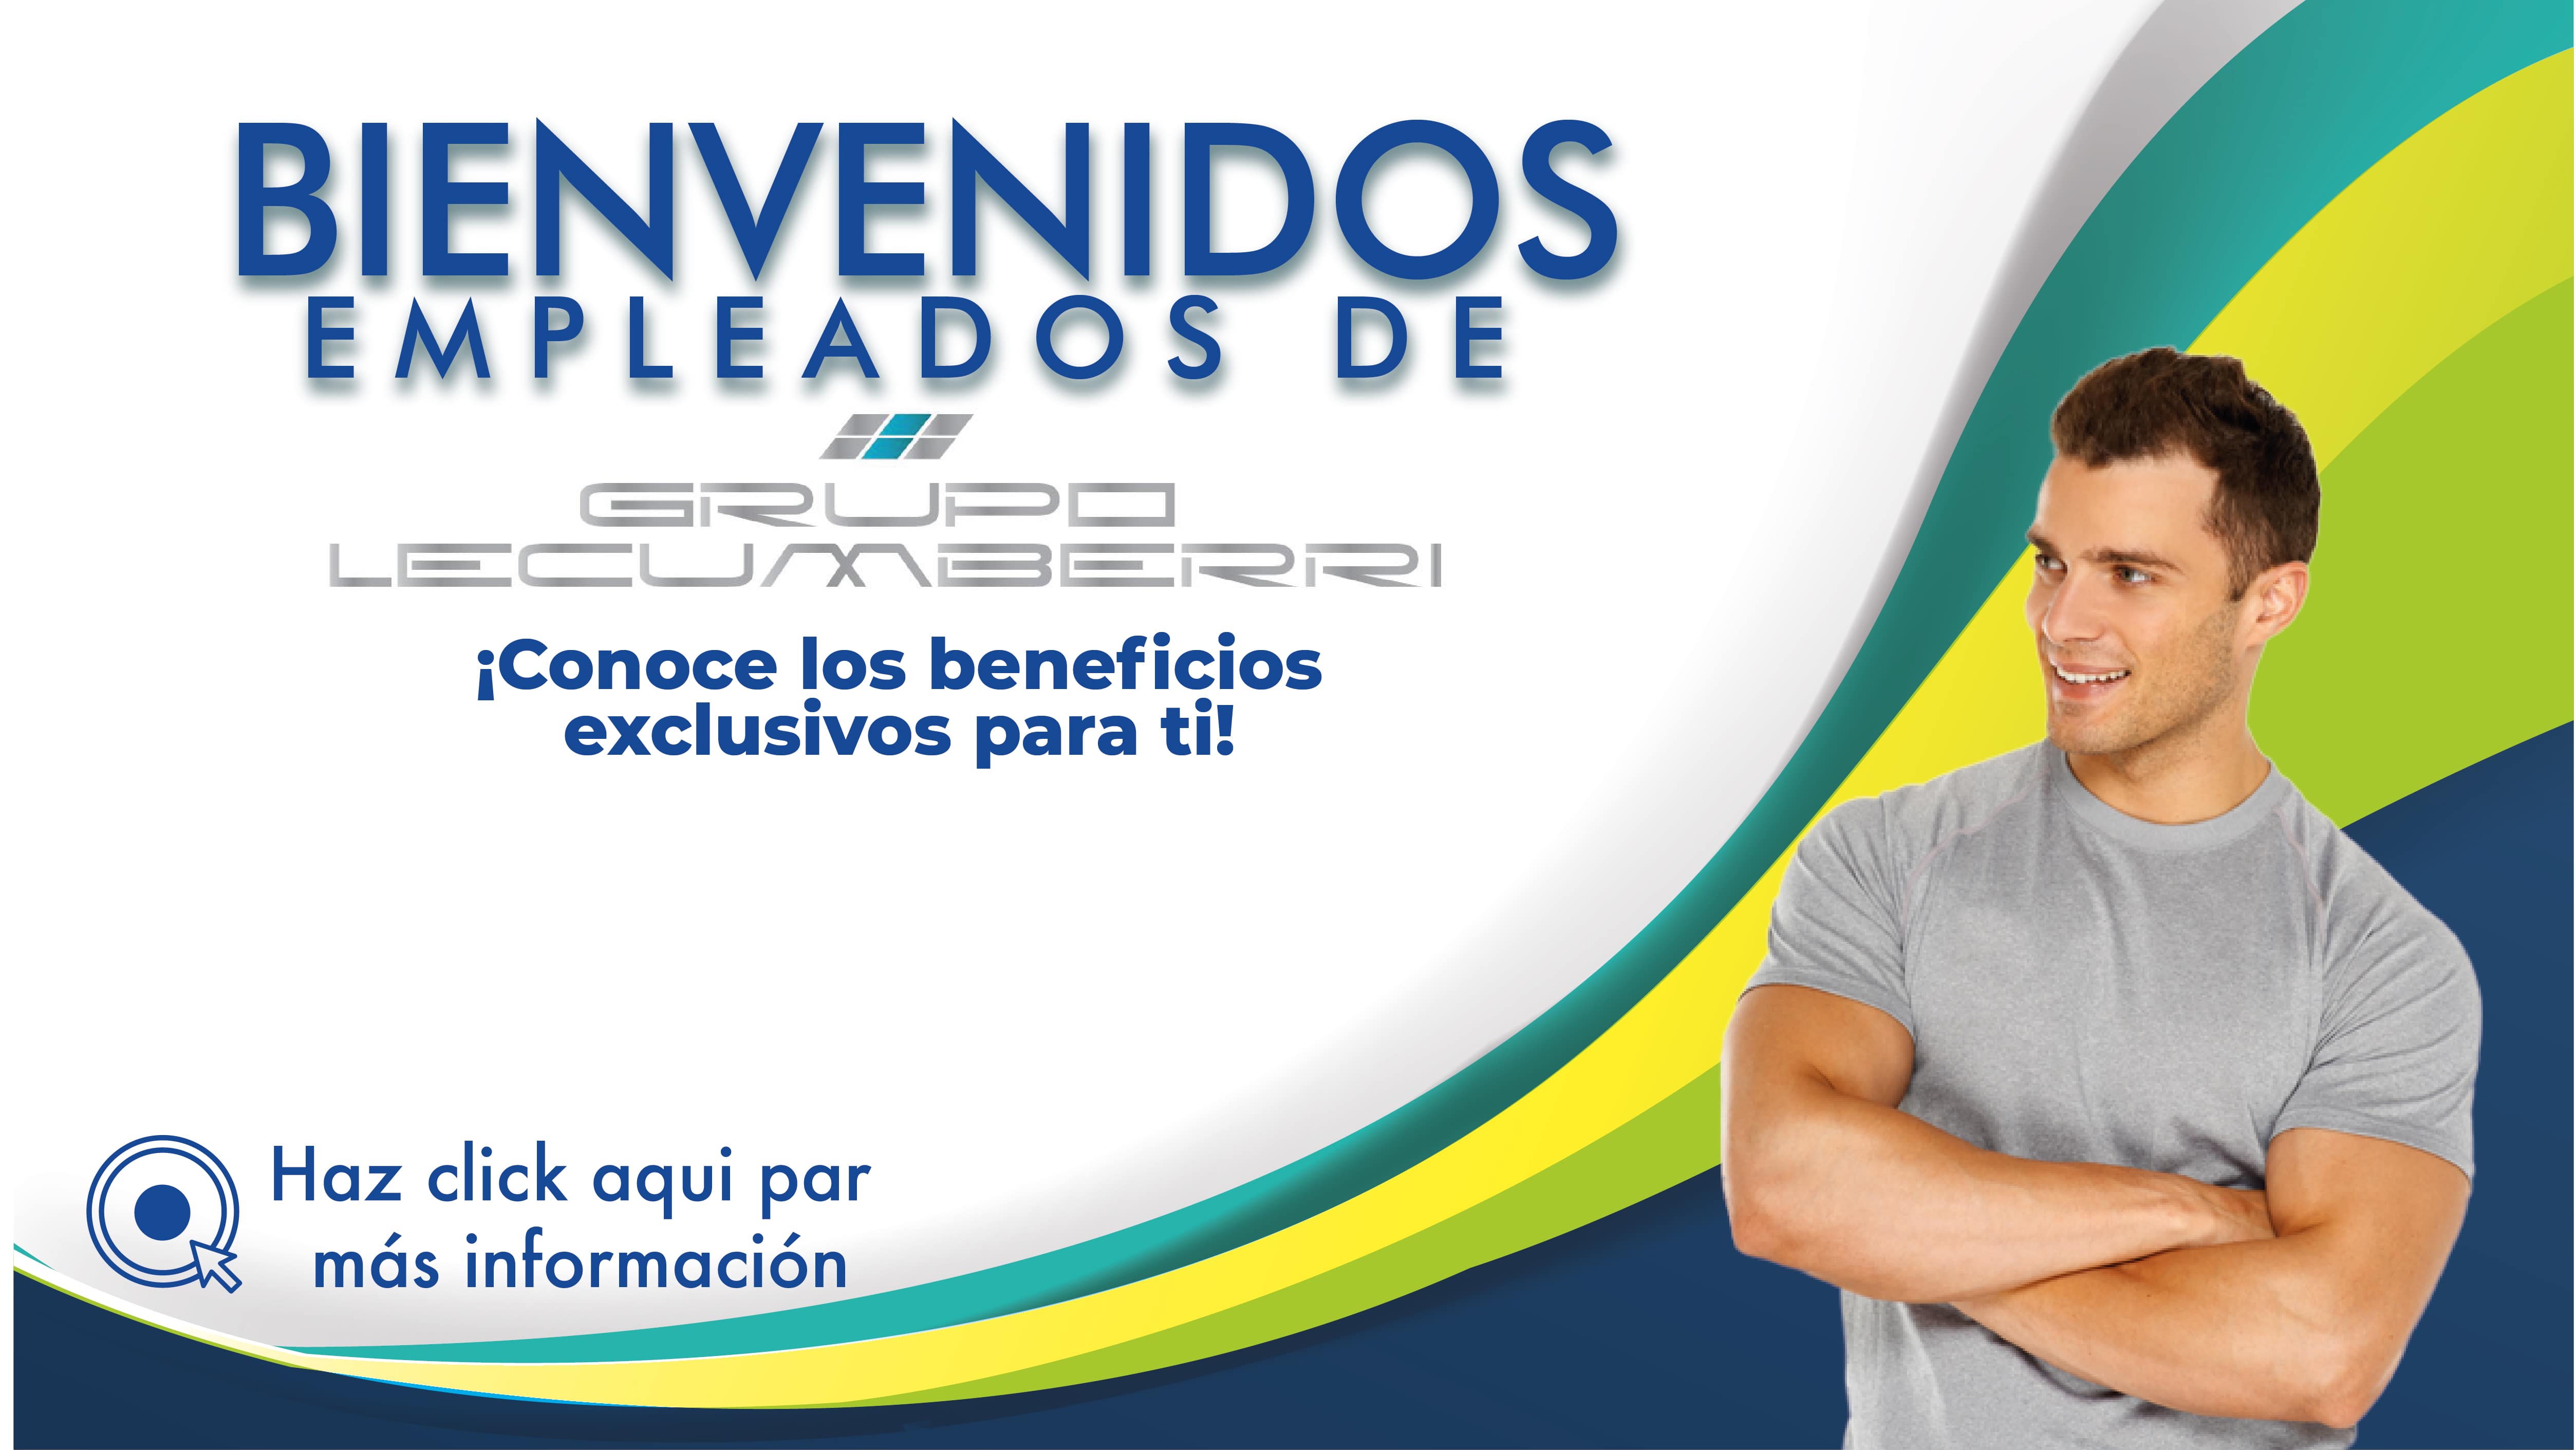 BIENVENIDOS
EMPLEADOS DE
GRUPO
LECUMBERRI
¡Conoce los beneficios
exclusivos para ti!
Haz click aqui par
más información